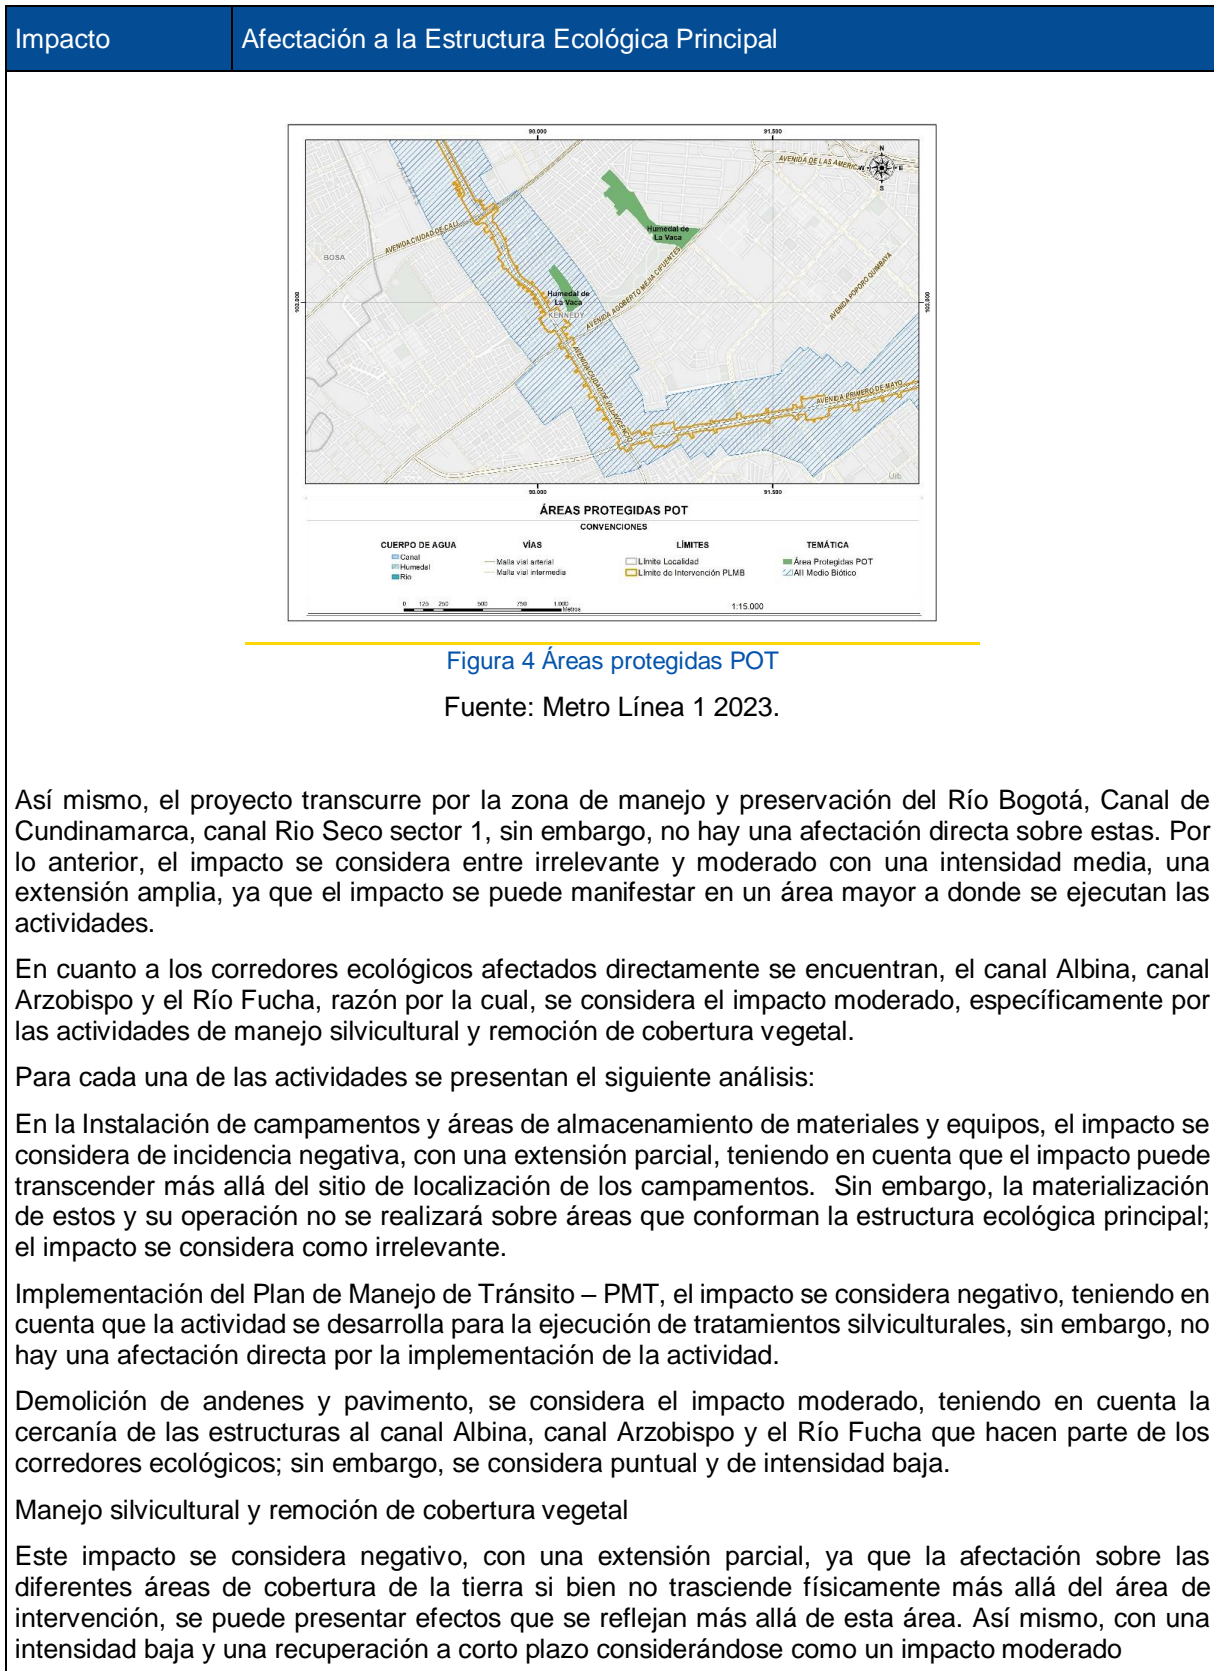 Impacto
Afectación a la Estructura Ecológica Principal
90.000
91.500
AVENIDA DE LAS AMERICA
N
E
S
CALI
AVENIDA CIUDAD DE CALI
BOSA
Humedal de
La Vaca
AVENIDA AGOBERTO MEJIA CIFUENTES
AVENIDA POPORO QUIMBAYA
Humedal de
La Vaca
KENNEDY
AVENIDA CIUDAD DE VILLAVICENCIO
AVENIDA PRIMERO DE MAYO
90.000
91.500
ÁREAS PROTEGIDAS POT
CONVENCIONES
CUERPO DE AGUA
VÍAS
LÍMITES
TEMÁTICA
Canal
Malla vial arterial
Límite Localidad
Área Protegidas POT
Humedal
Malla vial intermedia
Límite de Intervención PLMB
AII Medio Biótico
Rio
0 125 250 500 750 1.000
Metros
1:15.000
Figura 4 Áreas protegidas POT
Fuente: Metro Línea 1 2023.
Así mismo, el proyecto transcurre por la zona de manejo y preservación del Río Bogotá, Canal de
Cundinamarca, canal Rio Seco sector 1, sin embargo, no hay una afectación directa sobre estas. Por
lo anterior, el impacto se considera entre irrelevante y moderado con una intensidad media, una
extensión amplia, ya que el impacto se puede manifestar en un área mayor a donde se ejecutan las
actividades.
En cuanto a los corredores ecológicos afectados directamente se encuentran, el canal Albina, canal
Arzobispo y el Río Fucha, razón por la cual, se considera el impacto moderado, específicamente por
las actividades de manejo silvicultural y remoción de cobertura vegetal.
Para cada una de las actividades se presentan el siguiente análisis:
En la Instalación de campamentos y áreas de almacenamiento de materiales y equipos, el impacto se
considera de incidencia negativa, con una extensión parcial, teniendo en cuenta que el impacto puede
transcender más allá del sitio de localización de los campamentos. Sin embargo, la materialización
de estos y su operación no se realizará sobre áreas que conforman la estructura ecológica principal;
el impacto se considera como irrelevante.
Implementación del Plan de Manejo de Tránsito – PMT, el impacto se considera negativo, teniendo en
cuenta que la actividad se desarrolla para la ejecución de tratamientos silviculturales, sin embargo, no
hay una afectación directa por la implementación de la actividad.
Demolición de andenes y pavimento, se considera el impacto moderado, teniendo en cuenta la
cercanía de las estructuras al canal Albina, canal Arzobispo y el Río Fucha que hacen parte de los
corredores ecológicos; sin embargo, se considera puntual y de intensidad baja.
Manejo silvicultural y remoción de cobertura vegetal
Este impacto se considera negativo, con una extensión parcial, ya que la afectación sobre las
diferentes áreas de cobertura de la tierra si bien no trasciende físicamente más allá del área de
intervención, se puede presentar efectos que se reflejan más allá de esta área. Así mismo, con una
intensidad baja y una recuperación a corto plazo considerándose como un impacto moderado